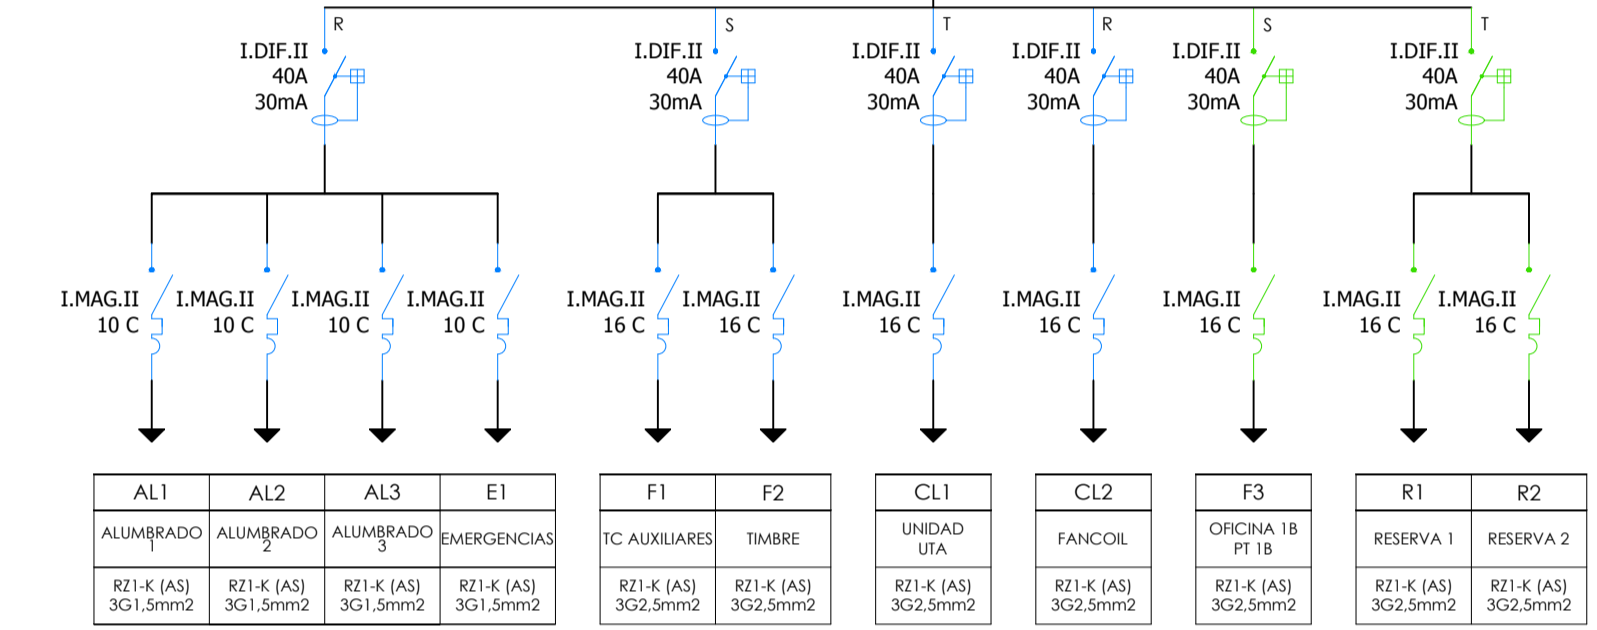 R S T R S T
I.DIF.II I.DIF.II I.DIF.II I.DIF.II I.DIF.II I.DIF.II
40A 40A 40A 40A 40A 40A
30mA 30mA 30mA 30mA 30mA 30mA
I.MAG.II I.MAG.II I.MAG.II I.MAG.II I.MAG.II I.MAG.II I.MAG.II I.MAG.II I.MAG.II I.MAG.II I.MAG.II
10 C 10 C 10 C 10 C 16 C 16 C 16 C 16 C 16 C 16 C 16 C
AL1 AL2 AL3 E1 F1 F2 CL1 CL2 F3 R1 R2
ALUMBRADO
1
ALUMBRADO
2
ALUMBRADO
3
EMERGENCIAS
TC AUXILIARES
TIMBRE
UNIDAD
UTA
FANCOIL
OFICINA 1B
PT 1B
RESERVA 1
RESERVA 2
RZ1-K (AS) RZ1-K (AS) RZ1-K (AS) RZ1-K (AS) RZ1-K (AS) RZ1-K (AS) RZ1-K (AS) RZ1-K (AS) RZ1-K (AS) RZ1-K (AS) RZ1-K (AS)
3G1,5mm2 3G1,5mm2 3G1,5mm2 3G1,5mm2 3G2,5mm2 3G2,5mm2 3G2,5mm2 3G2,5mm2 3G2,5mm2 3G2,5mm2 3G2,5mm2